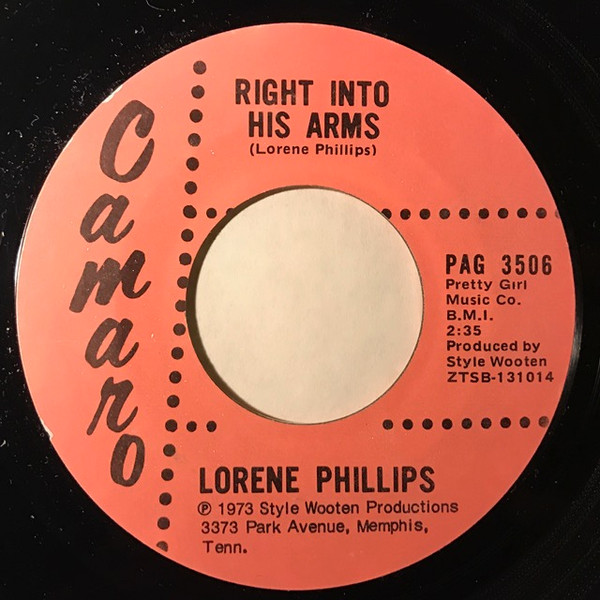 Camaro
RIGHT INTO
HIS ARMS
(Lorene Phillips)
PAG 3506
Pretty Girl
Music Co.
B.M.I.
2:35
Produced by
Style Wooten
ZTSB-131014
LORENE PHILLIPS
℗ 1973 Style Wooten Productions
3373 Park Avenue, Memphis,
Tenn.